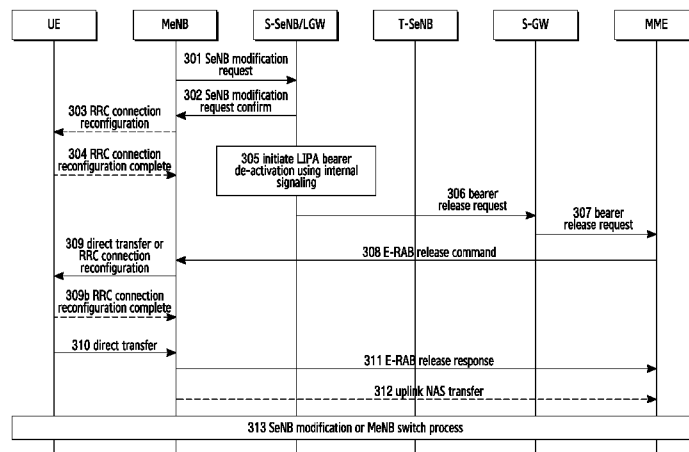 UE
MeNB
S-SeNB/LGW
T-SeNB
S-GW
MME
301 SeNB modification
request
302 SeNB modification
request confirm
303 RRC connection
reconfiguration
304 RRC connection
reconfiguration complete
305 initiate LIPA bearer
de-activation using internal
signaling
306 bearer
release request
307 bearer
release request
308 E-RAB release command
309 direct transfer or
RRC connection
reconfiguration
309b RRC connection
reconfiguration complete
310 direct transfer
311 E-RAB release response
312 uplink NAS transfer
313 SeNB modification or MeNB switch process